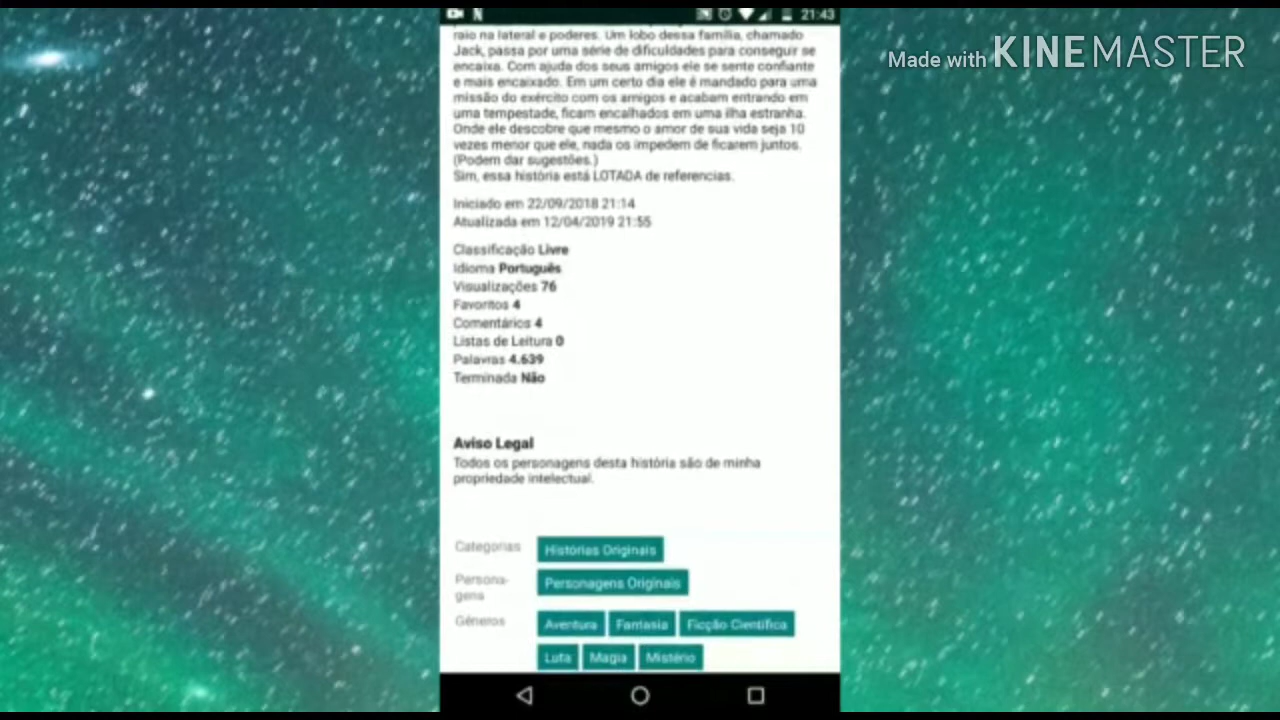 21:43
Made with KINEMASTER
raio na lateral e poderes. Um lobo dessa família, chamado
Jack, passa por uma série de dificuldades para conseguir se
encaixa. Com ajuda dos seus amigos ele se sente confiante
e mais encaixado. Em um certo dia ele é mandado para uma
missão do exército com os amigos e acabam entrando em
uma tempestade, ficam encalhados em uma ilha estranha.
Onde ele descobre que mesmo o amor de sua vida seja 10
vezes menor que ele, nada os impedem de ficarem juntos.
(Podem dar sugestões.)
Sim, essa história está LOTADA de referencias.
Iniciado em 22/09/2018 21:14
Atualizada em 12/04/2019 21:55
Classificação Livre
Idioma Português
Visualizações 76
Favoritos 4
Comentários 4
Listas de Leitura 0
Palavras 4.639
Terminada Não
Aviso Legal
Todos os personagens desta história são de minha
propriedade intelectual.
Categorias Histórias Originais
Persona-
gens Personagens Originais
Gêneros Aventura Fantasia Ficção Científica
Luta Magia Mistério